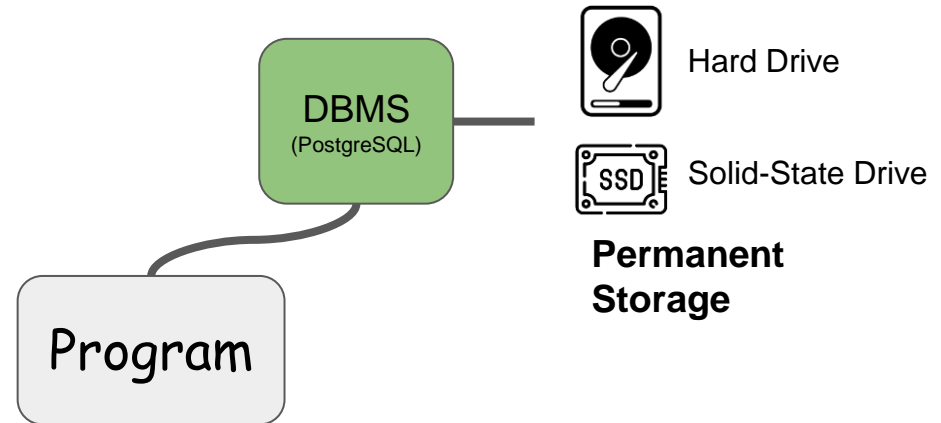 DBMS
(PostgreSQL)
Hard Drive
SSD
Solid-State Drive
Permanent
Storage
Program